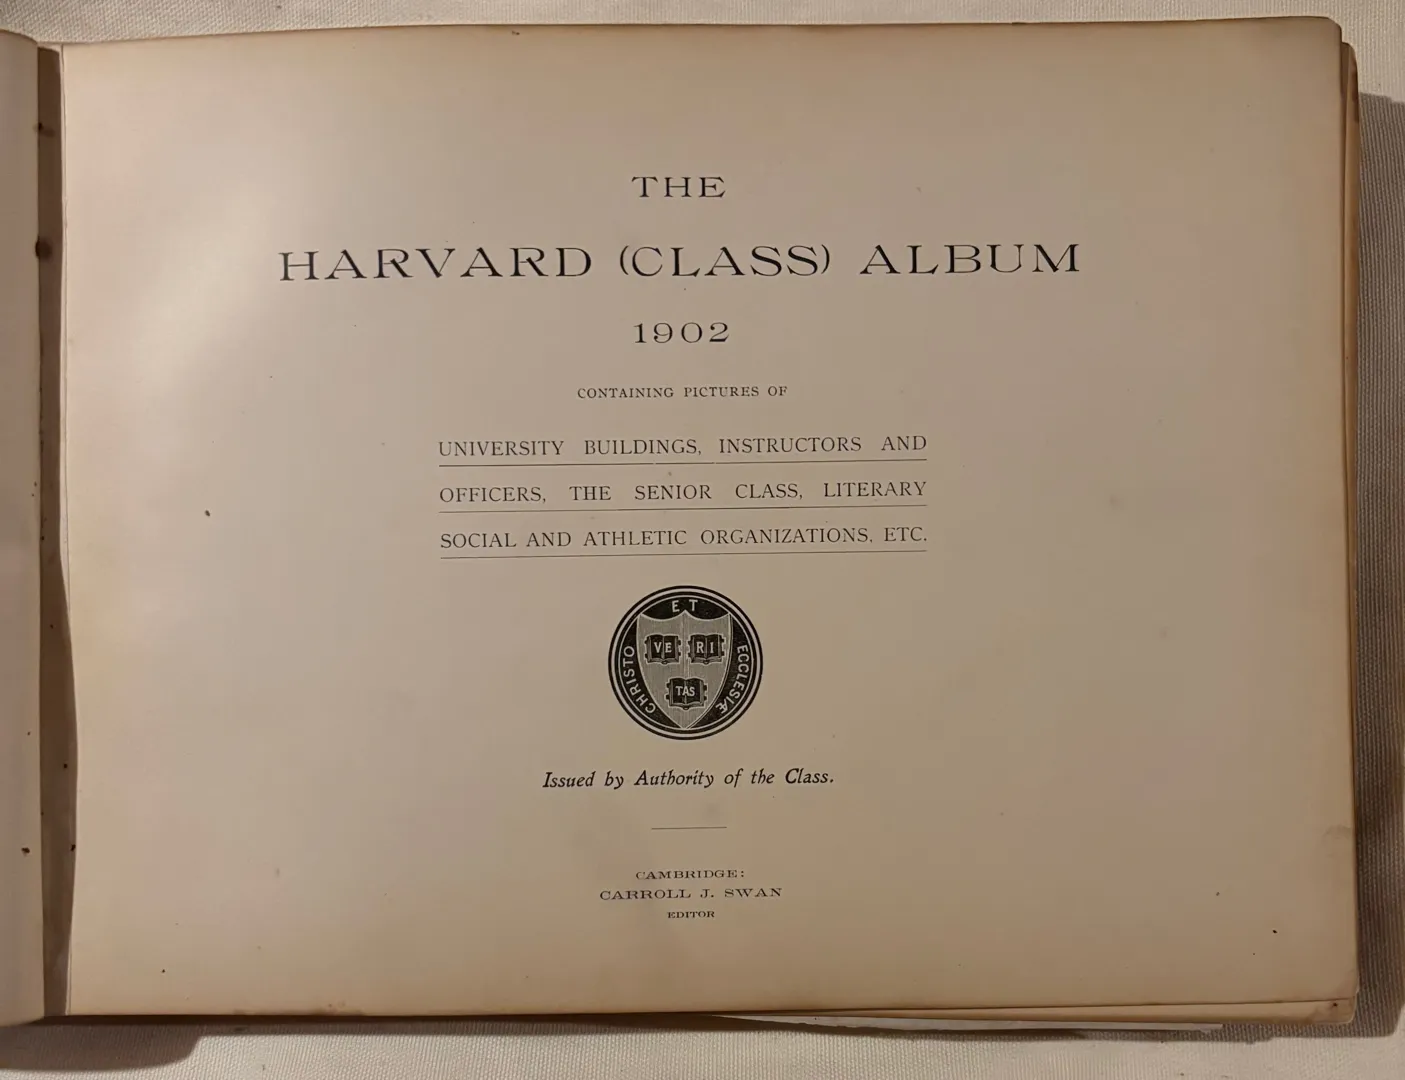 THE
HARVARD (CLASS) ALBUM
1902
CONTAINING PICTURES OF
UNIVERSITY BUILDINGS, INSTRUCTORS AND
OFFICERS, THE SENIOR CLASS, LITERARY
SOCIAL AND ATHLETIC ORGANIZATIONS, ETC.
CHRISTO ET ECCLESIÆ
VE RI
TAS
Issued by Authority of the Class.
CAMBRIDGE:
CARROLL J. SWAN
EDITOR